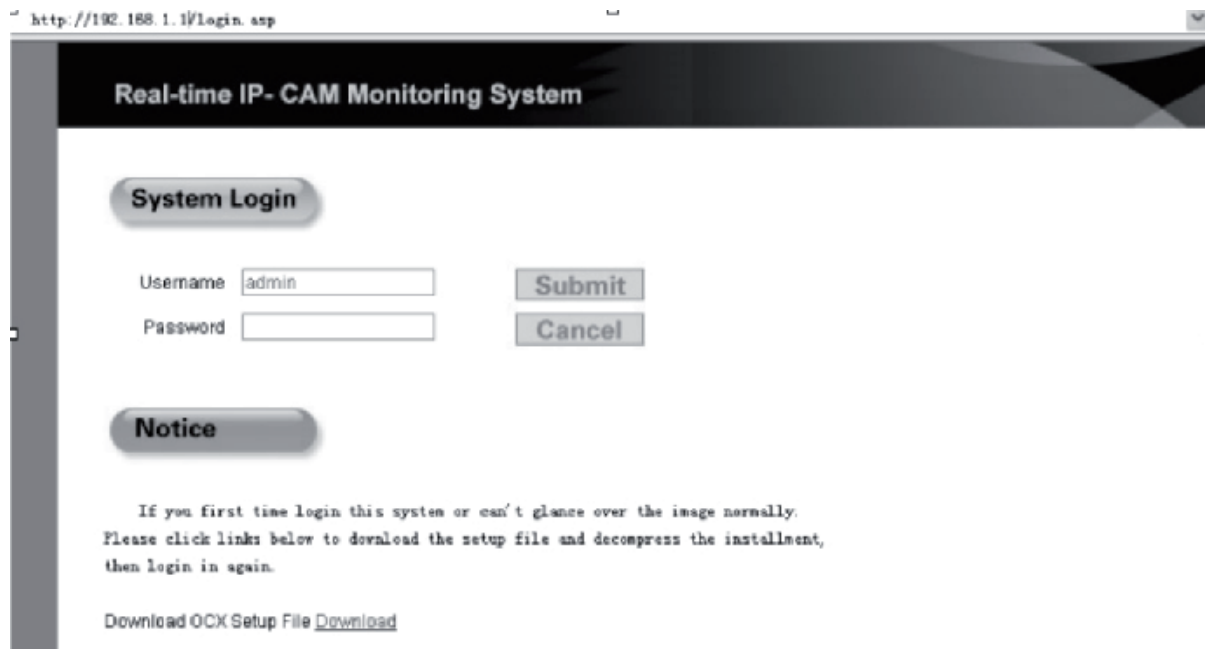 http://192.168.1.1/login.asp
Real-time IP- CAM Monitoring System
System Login
Username admin Submit
Password Cancel
Notice
If you first time login this system or can't glance over the image normally.
Please click links below to download the setup file and decompress the installment,
then login in again.
Download OCX Setup File Download